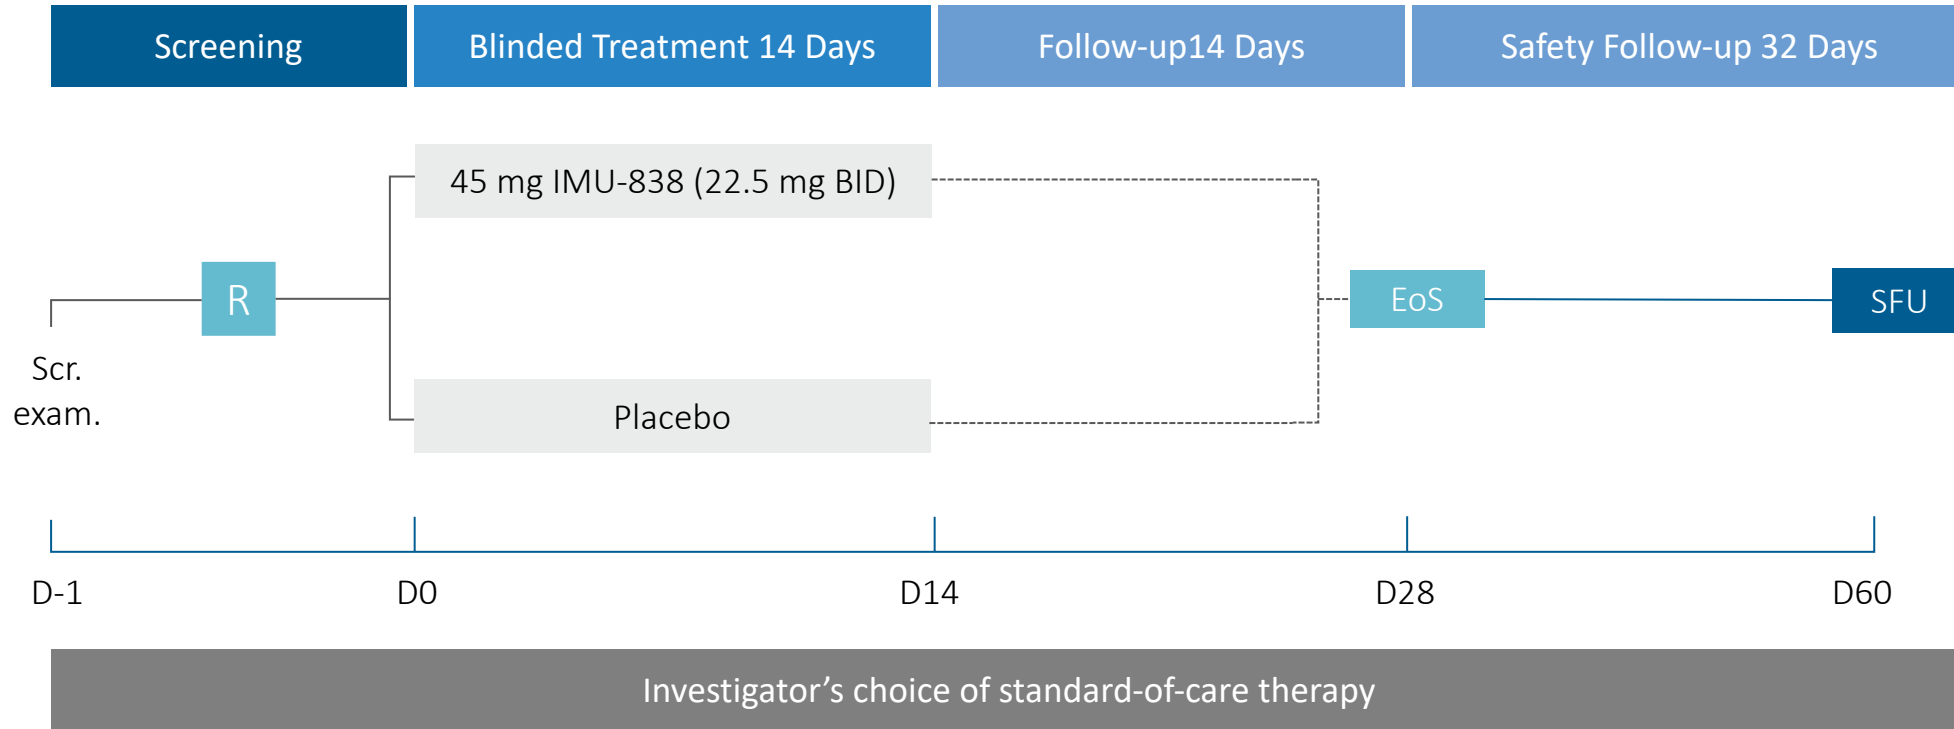 Screening
Blinded Treatment 14 Days
Follow-up14 Days
Safety Follow-up 32 Days
45 mg IMU-838 (22.5 mg BID)
R
EoS
SFU
Scr.
exam.
Placebo
D-1
D0
D14
D28
D60
Investigator’s choice of standard-of-care therapy